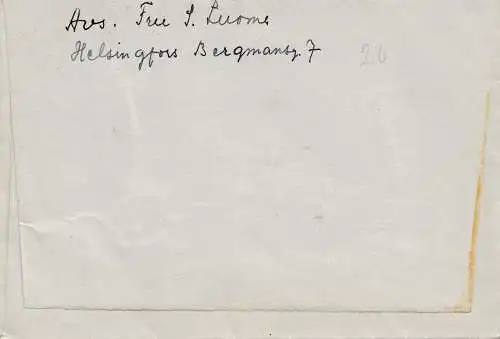 Avs. Fru S. Luoma
Helsingfors Bergmansg. 7 26